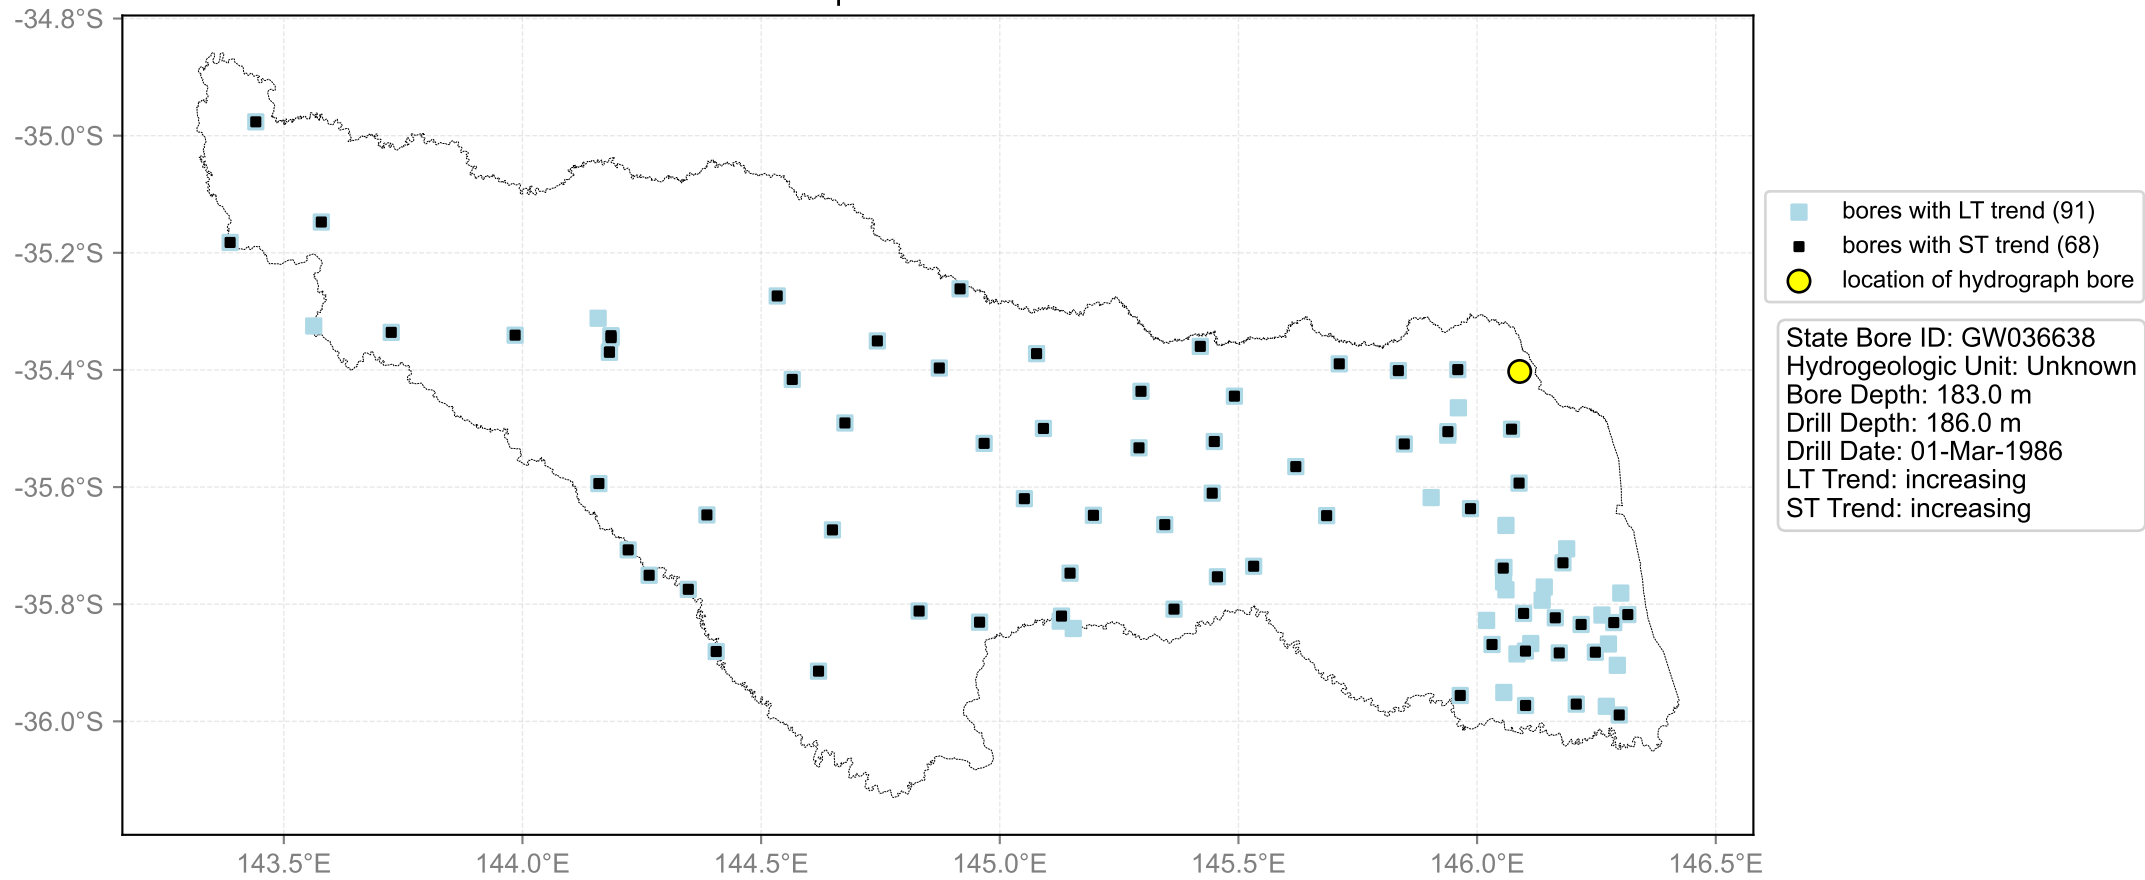 -34.8°S
-35.0°S
-35.2°S
-35.4°S
-35.6°S
-35.8°S
-36.0°S
143.5°E
144.0°E
144.5°E
145.0°E
145.5°E
146.0°E
146.5°E
bores with LT trend (91)
bores with ST trend (68)
location of hydrograph bore
State Bore ID: GW036638
Hydrogeologic Unit: Unknown
Bore Depth: 183.0 m
Drill Depth: 186.0 m
Drill Date: 01-Mar-1986
LT Trend: increasing
ST Trend: increasing